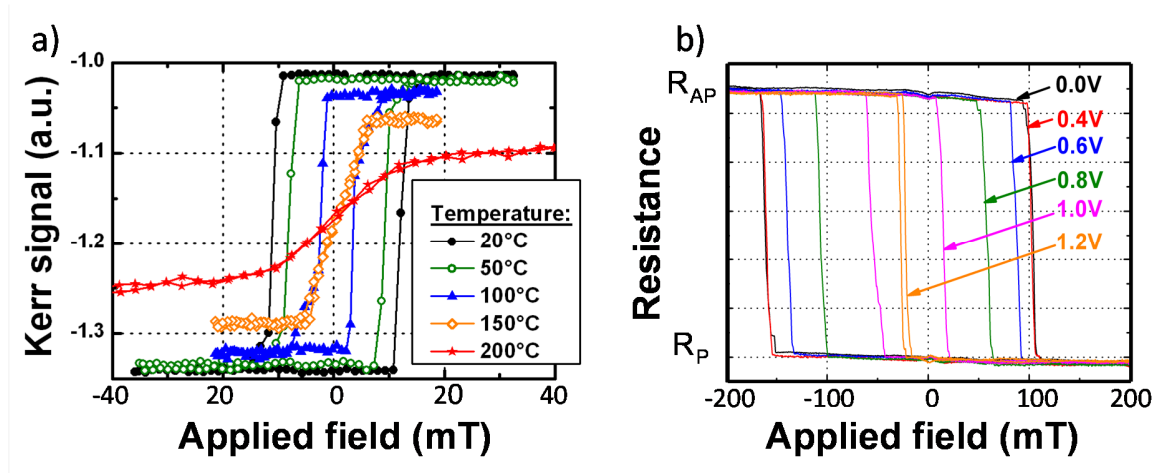 a)
Kerr signal (a.u.)
-1.0
-1.1
-1.2
-1.3
-40
-20
0
20
40
Applied field (mT)
Temperature:
20°C
50°C
100°C
150°C
200°C
b)
Resistance
R_AP
R_P
0.0V
0.4V
0.6V
0.8V
1.0V
1.2V
-200
-100
0
100
200
Applied field (mT)